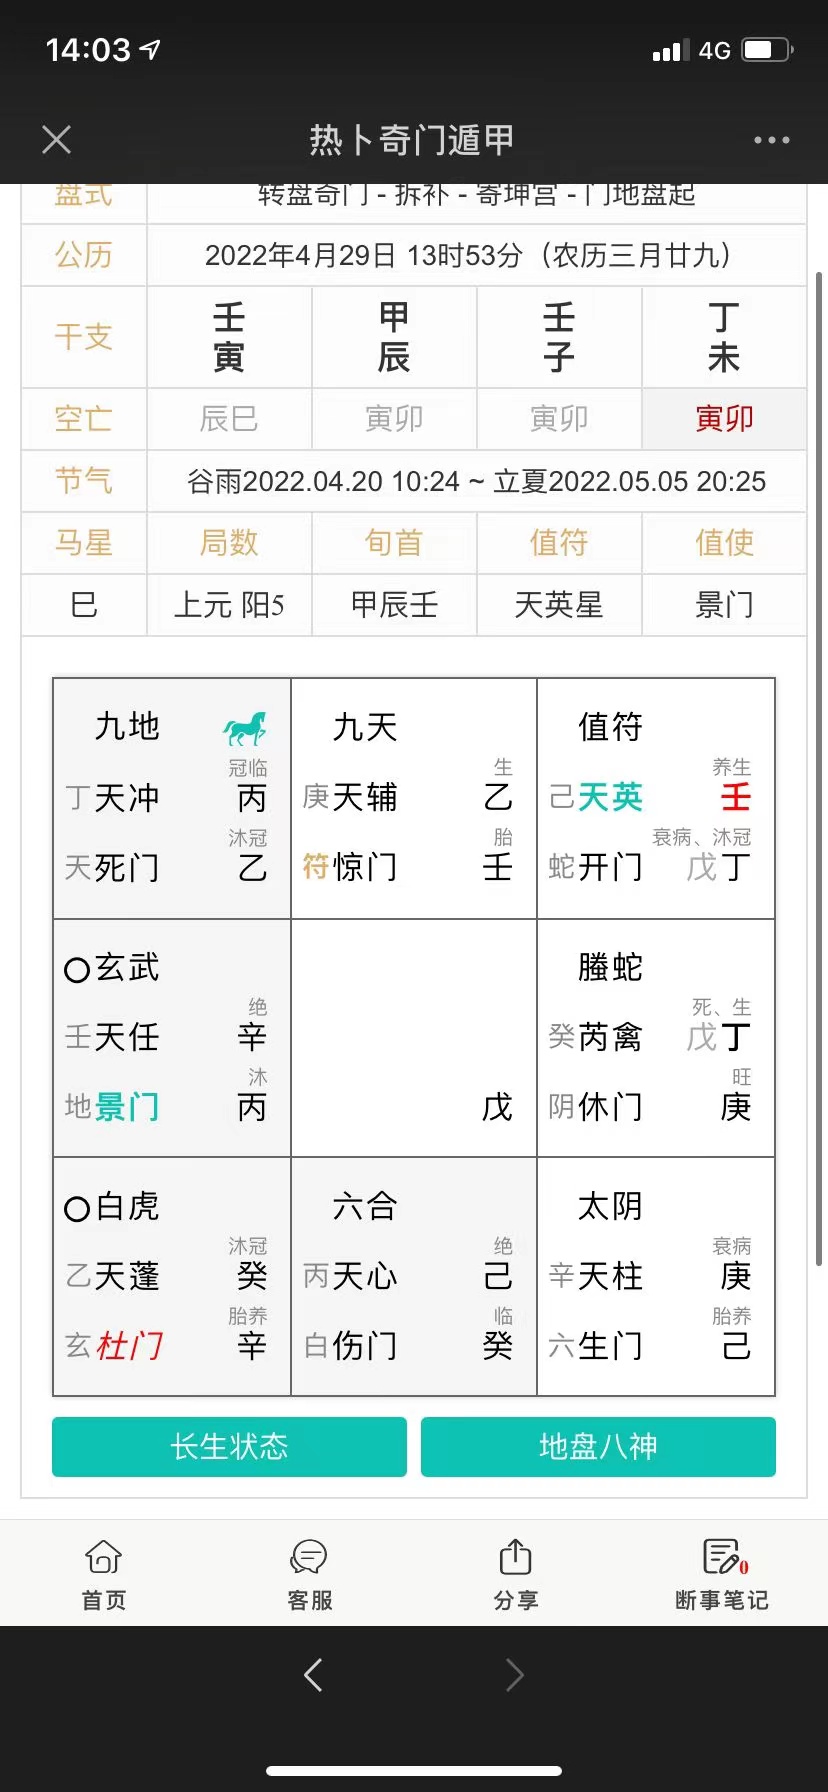 14:03
4G
热卜奇门遁甲
盘式 转盘奇门 - 拆补 - 寄坤宫 - 门地盘起
公历 2022年4月29日 13时53分（农历三月廿九）
干支 壬寅 甲辰 壬子 丁未
空亡 辰巳 寅卯 寅卯 寅卯
节气 谷雨2022.04.20 10:24 ~ 立夏2022.05.05 20:25
马星 局数 旬首 值符 值使
巳 上元 阳5 甲辰壬 天英星 景门
九地
冠临
丁天冲 丙
沐冠
天死门 乙
九天
生
庚天辅 乙
胎
符惊门 壬
值符
养生
己天英 壬
衰病、沐冠
蛇开门 戊丁
玄武
绝
壬天任 辛
沐
地景门 丙
戊
螣蛇
死、生
癸芮禽 戊丁
旺
阴休门 庚
白虎
沐冠
乙天蓬 癸
胎养
玄杜门 辛
六合
绝
丙天心 己
临
白伤门 癸
太阴
衰病
辛天柱 庚
胎养
六生门 己
长生状态 地盘八神
首页 客服 分享 断事笔记
0